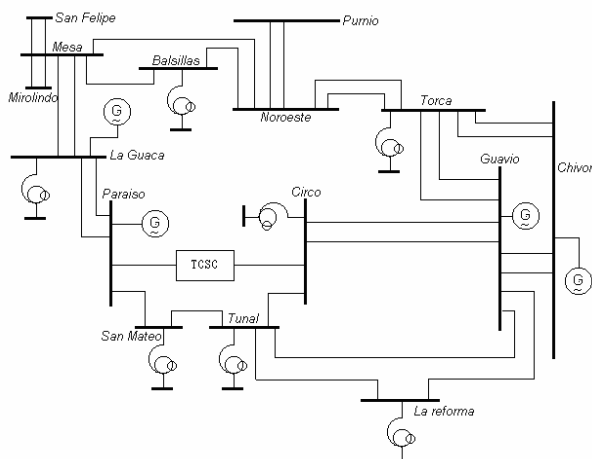 San Felipe
Purnio
Mesa
Balsillas
Mirolindo
G
~
Noroeste
Torca
La Guaca
Guavio
Chivor
Paraiso
Circo
G
~
G
~
TCSC
G
~
San Mateo
Tunal
La reforma